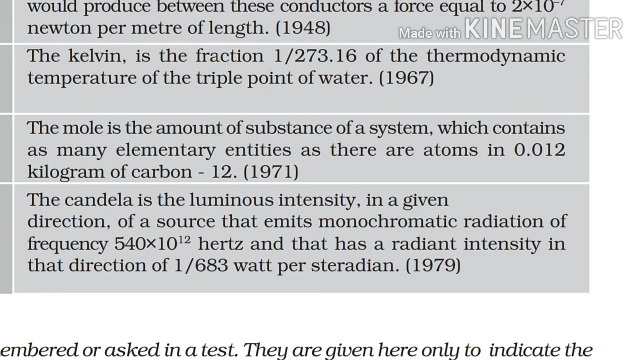 would produce between these conductors a force equal to 2×10⁻⁷
newton per metre of length. (1948)
Made with KINEMASTER
The kelvin, is the fraction 1/273.16 of the thermodynamic
temperature of the triple point of water. (1967)
The mole is the amount of substance of a system, which contains
as many elementary entities as there are atoms in 0.012
kilogram of carbon - 12. (1971)
The candela is the luminous intensity, in a given
direction, of a source that emits monochromatic radiation of
frequency 540×10¹² hertz and that has a radiant intensity in
that direction of 1/683 watt per steradian. (1979)
embered or asked in a test. They are given here only to indicate the